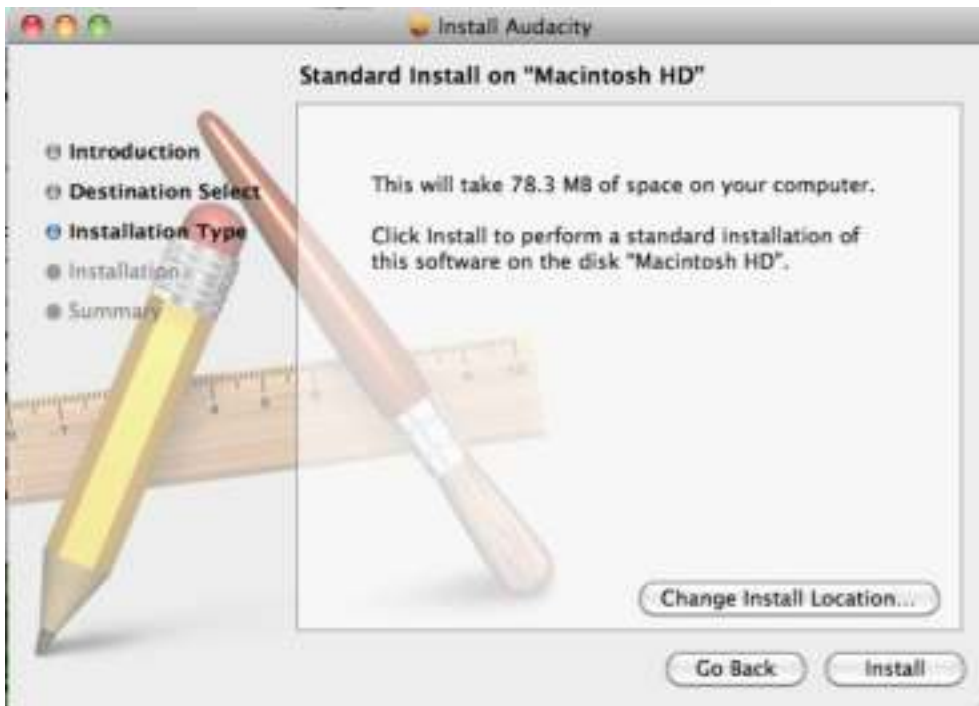 Install Audacity
Standard Install on "Macintosh HD"
Introduction
Destination Select
Installation Type
Installation
Summary
This will take 78.3 MB of space on your computer.
Click Install to perform a standard installation of
this software on the disk "Macintosh HD".
Change Install Location...
Go Back
Install